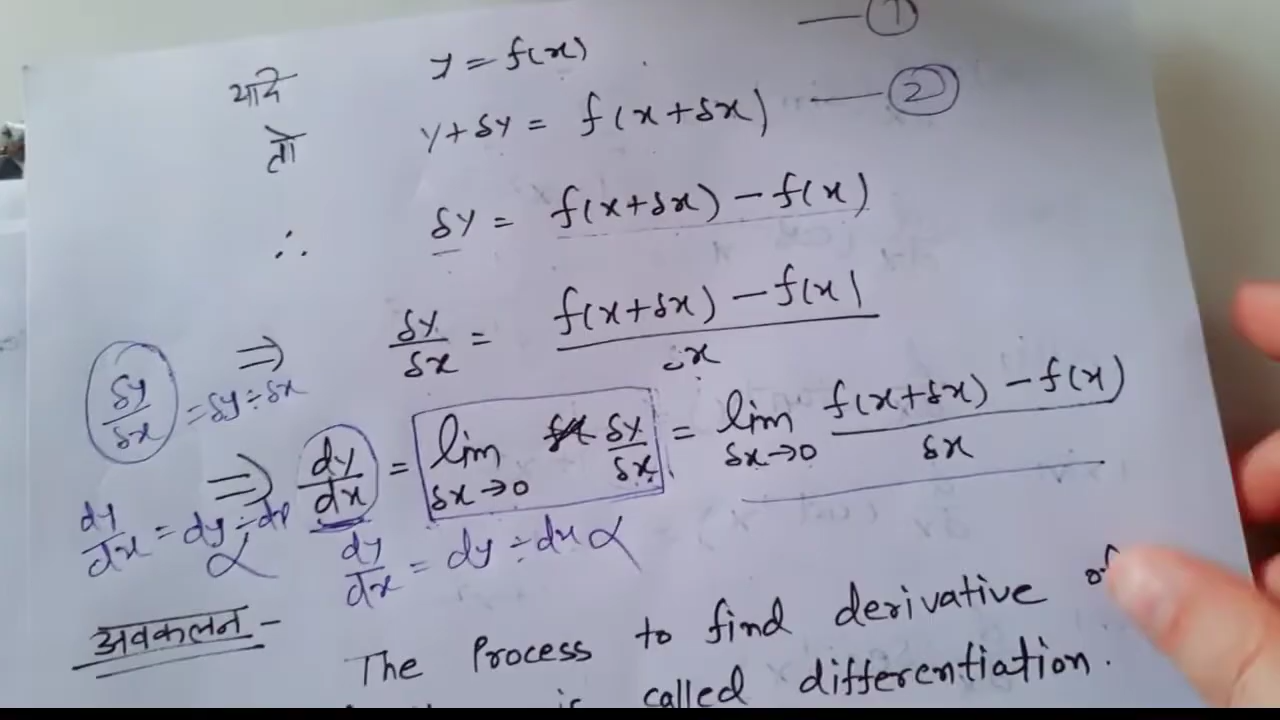 यदि y = f(x) — ①
तो y + δy = f(x + δx) — ②
∴ δy = f(x+δx) − f(x)
⇒ δy/δx = f(x+δx) − f(x) / x
δy/δx = δy ÷ δx
⇒ dy/dx = lim δx→0 δy/δx = lim δx→0 f(x+δx) − f(x) / δx
dy/dx = dy ÷ dx
dy/dx = dy ÷ dx
अवकलन −
The Process to find derivative of
is called differentiation.